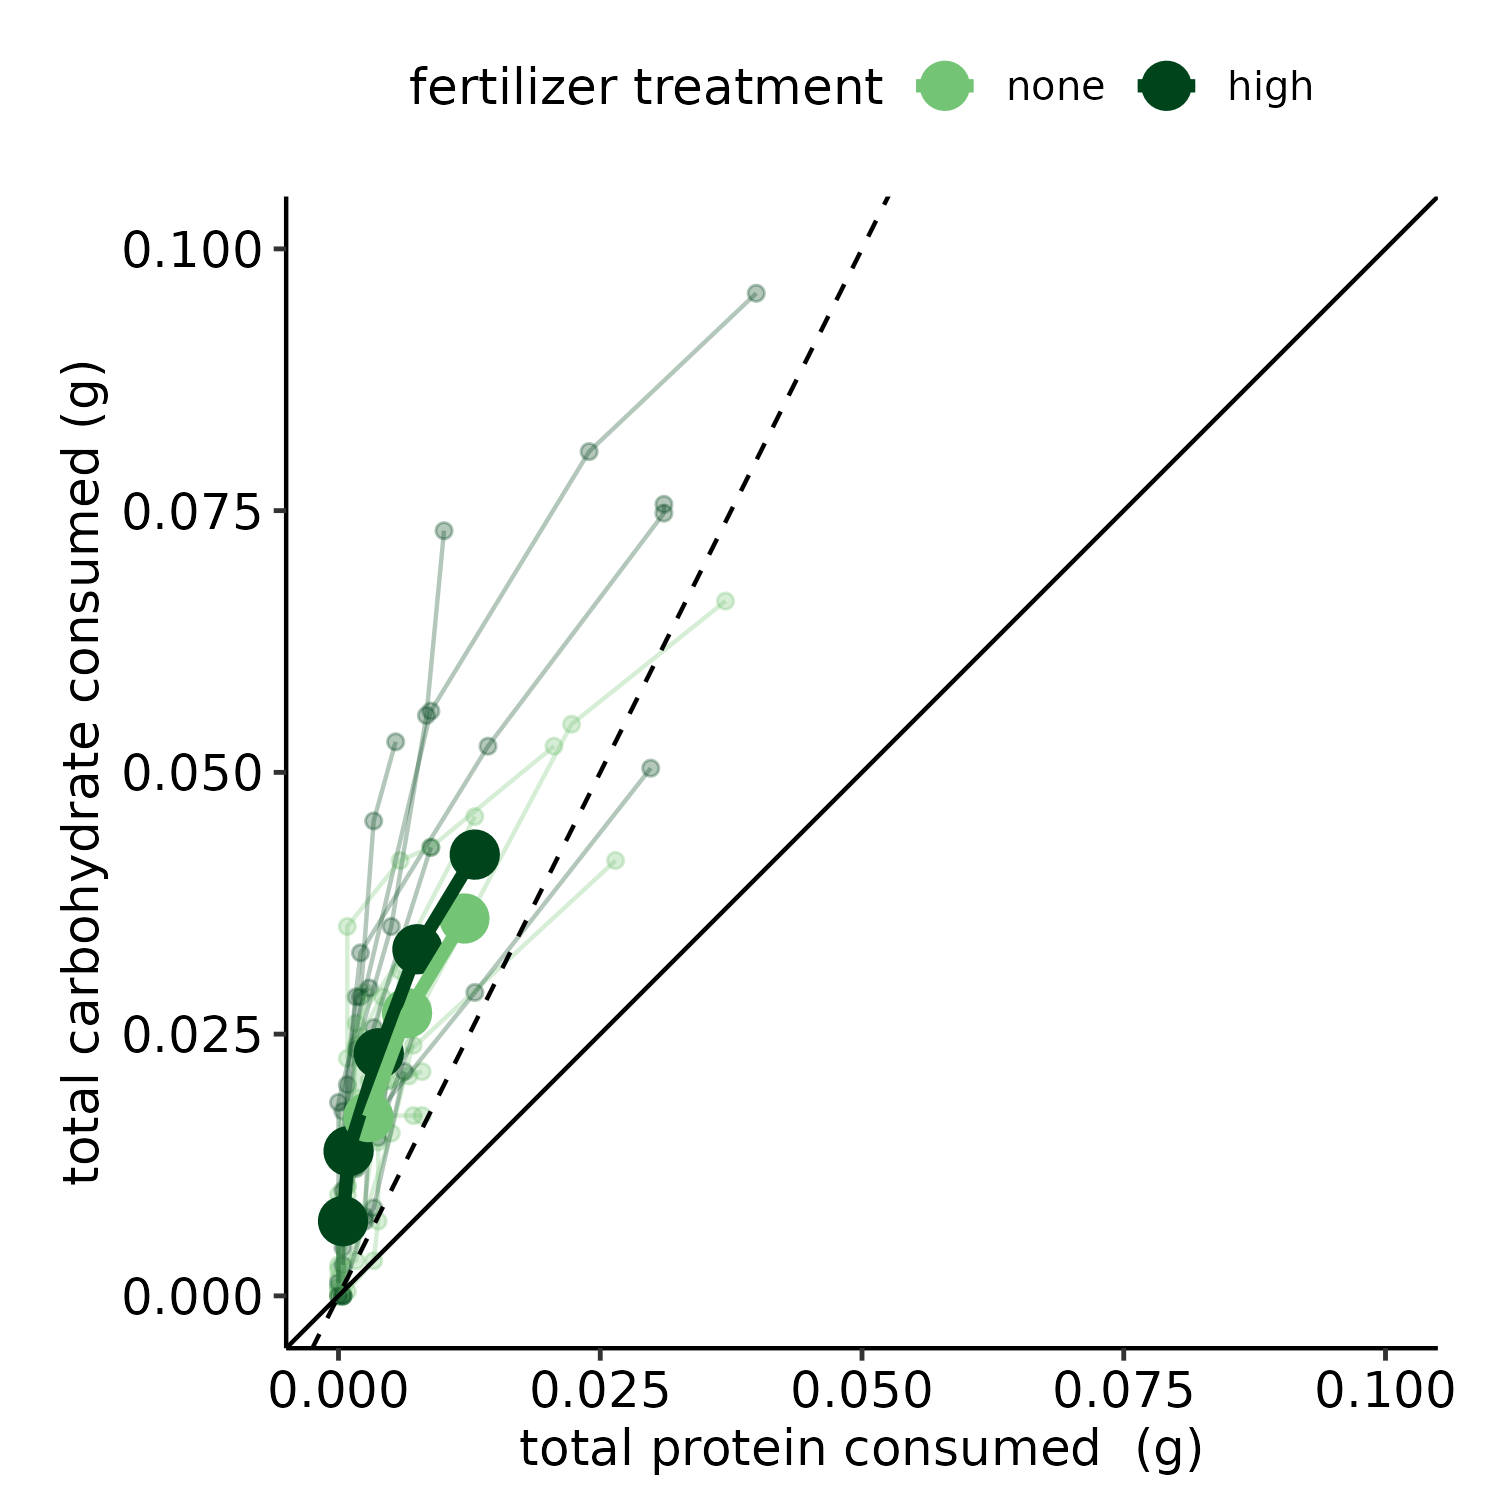 fertilizer treatment none high
total carbohydrate consumed (g)
0.100
0.075
0.050
0.025
0.000
0.000 0.025 0.050 0.075 0.100
total protein consumed (g)